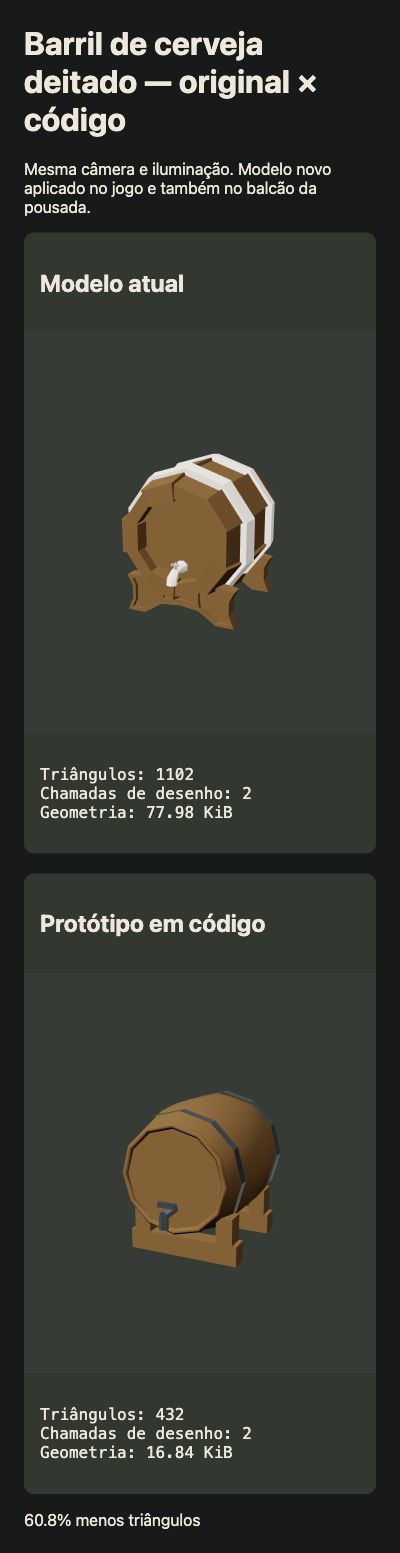 Barril de cerveja
deitado — original ×
código
Mesma câmera e iluminação. Modelo novo
aplicado no jogo e também no balcão da
pousada.
Modelo atual
Triângulos: 1102
Chamadas de desenho: 2
Geometria: 77.98 KiB
Protótipo em código
Triângulos: 432
Chamadas de desenho: 2
Geometria: 16.84 KiB
60.8% menos triângulos